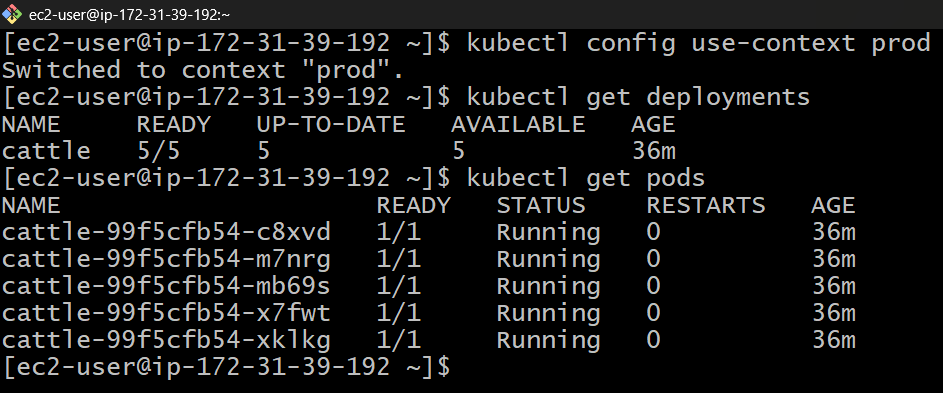 ec2-user@ip-172-31-39-192:~
[ec2-user@ip-172-31-39-192 ~]$ kubectl config use-context prod
Switched to context "prod".
[ec2-user@ip-172-31-39-192 ~]$ kubectl get deployments
NAME READY UP-TO-DATE AVAILABLE AGE
cattle 5/5 5 5 36m
[ec2-user@ip-172-31-39-192 ~]$ kubectl get pods
NAME READY STATUS RESTARTS AGE
cattle-99f5cfb54-c8xvd 1/1 Running 0 36m
cattle-99f5cfb54-m7nrg 1/1 Running 0 36m
cattle-99f5cfb54-mb69s 1/1 Running 0 36m
cattle-99f5cfb54-x7fwt 1/1 Running 0 36m
cattle-99f5cfb54-xklkg 1/1 Running 0 36m
[ec2-user@ip-172-31-39-192 ~]$